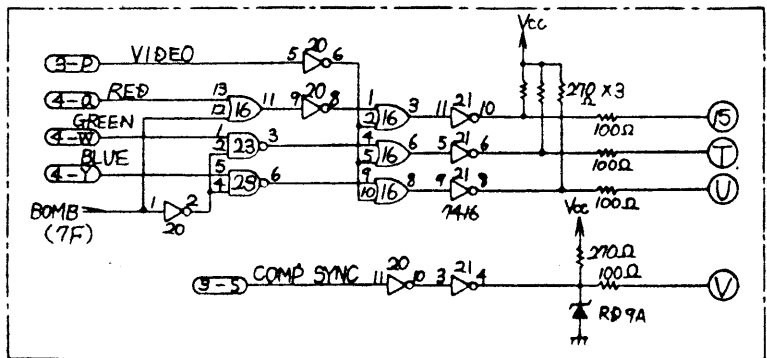 3-P VIDEO 5 20 6 Vcc
4-Q RED 13 12 16 11 9 20 8 1 2 16 3 11 21 10 270Ω ×3 100Ω 15
4-W GREEN 1 2 23 3 4 5 16 6 5 21 6 100Ω T
4-Y BLUE 5 4 23 6 9 10 16 8 9 21 8 7416 100Ω U
BOMB 1 2
(7F) 20
Vcc
270Ω
3-S COMP SYNC 11 20 10 3 21 4 100Ω V
RD9A